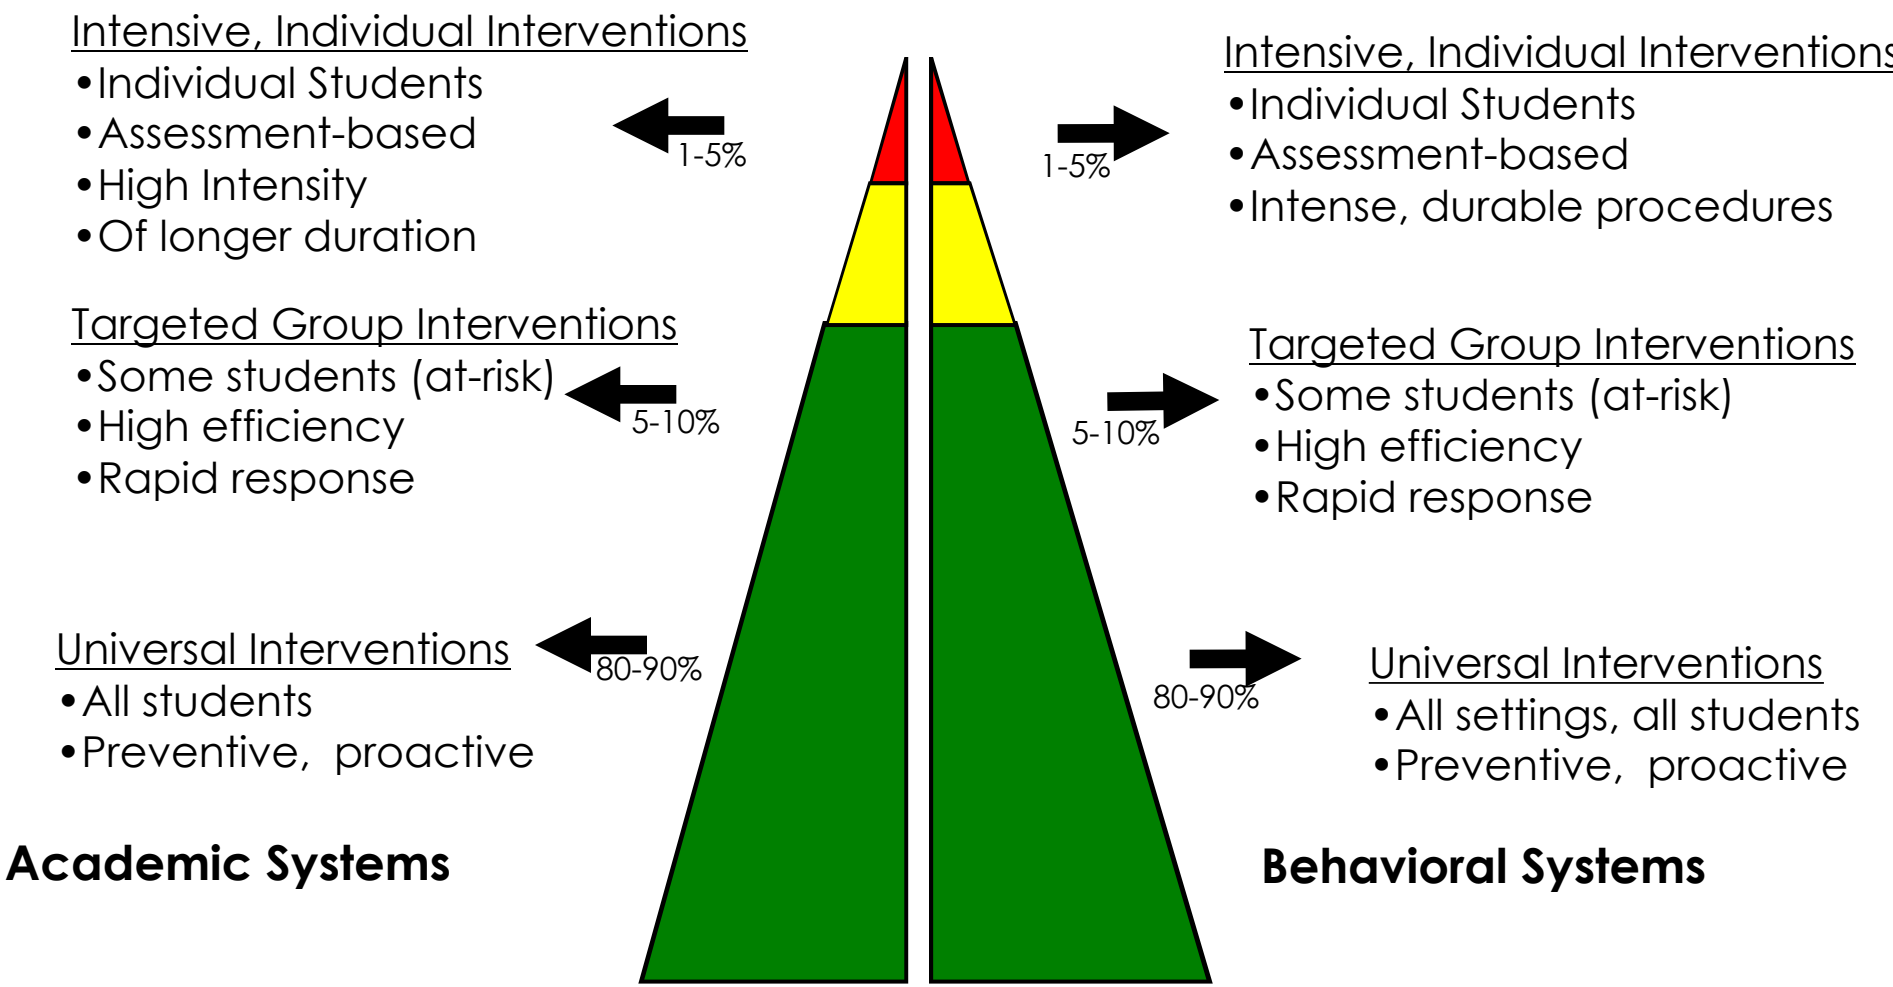 Intensive, Individual Interventions
•Individual Students
•Assessment-based
•High Intensity
•Of longer duration
1-5%
Targeted Group Interventions
•Some students (at-risk)
•High efficiency
•Rapid response
5-10%
Universal Interventions
•All students
•Preventive,  proactive
80-90%
Academic Systems
Intensive, Individual Interventions
•Individual Students
•Assessment-based
•Intense, durable procedures
1-5%
Targeted Group Interventions
•Some students (at-risk)
•High efficiency
•Rapid response
5-10%
Universal Interventions
•All settings, all students
•Preventive,  proactive
80-90%
Behavioral Systems